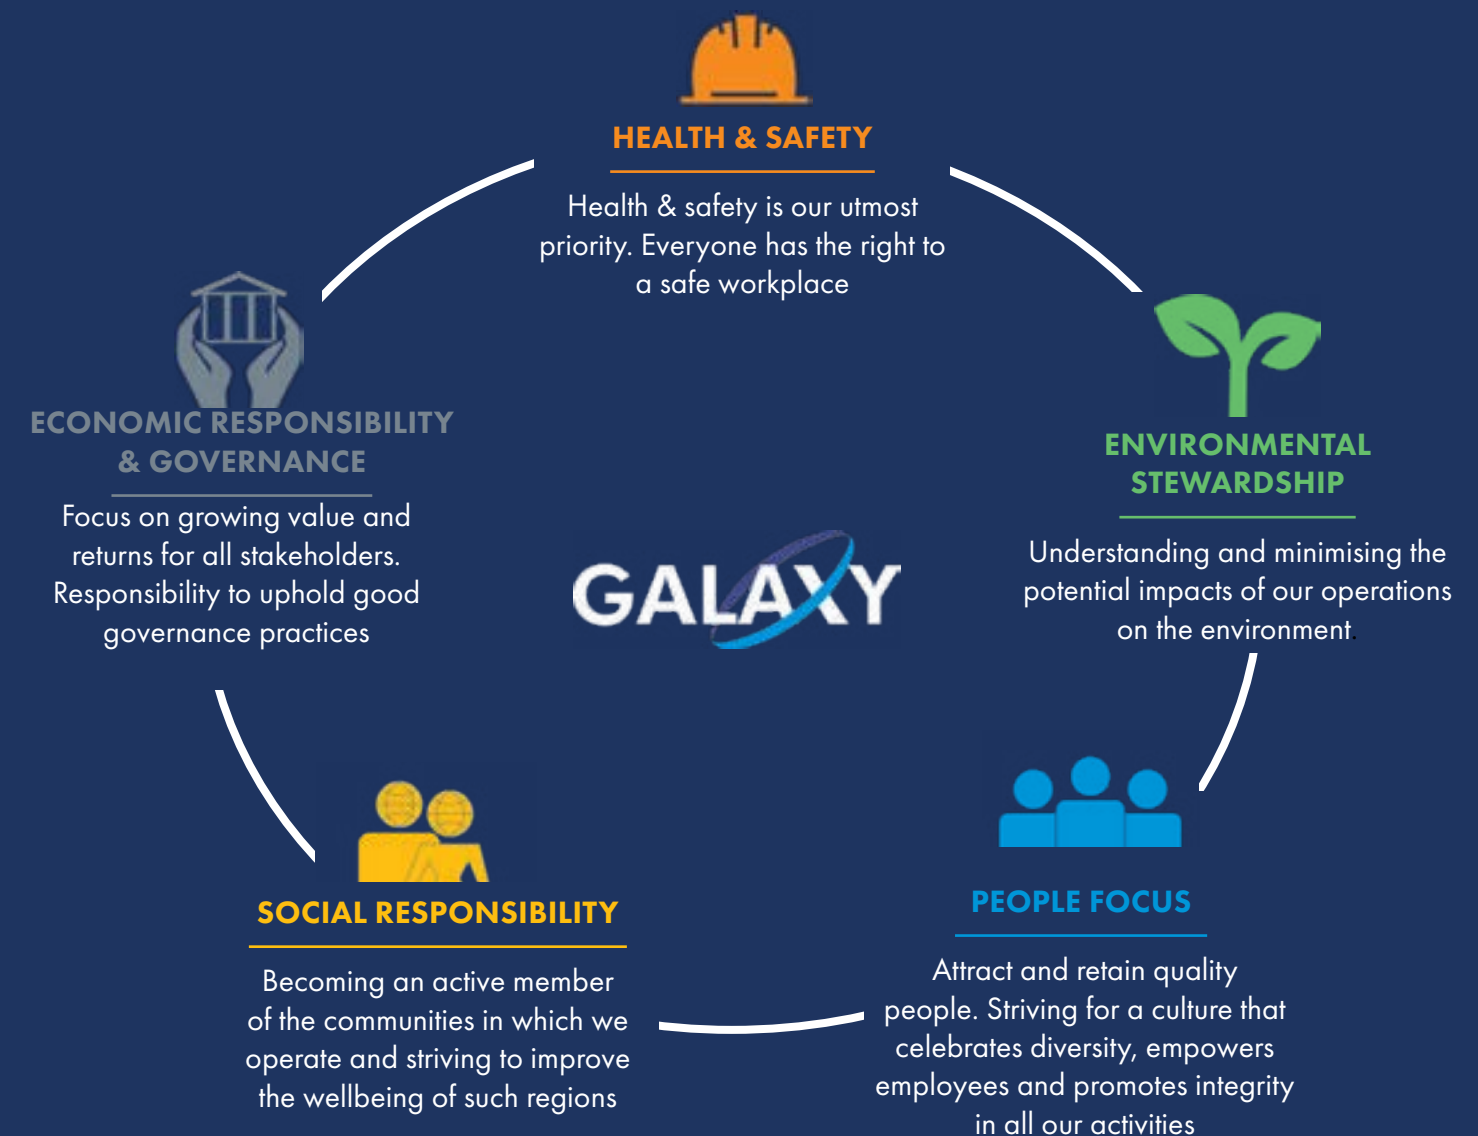 HEALTH & SAFETY
Health & safety is our utmost
priority. Everyone has the right to
a safe workplace
ECONOMIC RESPONSIBILITY
& GOVERNANCE
Focus on growing value and
returns for all stakeholders.
Responsibility to uphold good
governance practices
GALAXY
ENVIRONMENTAL
STEWARDSHIP
Understanding and minimising the
potential impacts of our operations
on the environment.
SOCIAL RESPONSIBILITY
Becoming an active member
of the communities in which we
operate and striving to improve
the wellbeing of such regions
PEOPLE FOCUS
Attract and retain quality
people. Striving for a culture that
celebrates diversity, empowers
employees and promotes integrity
in all our activities